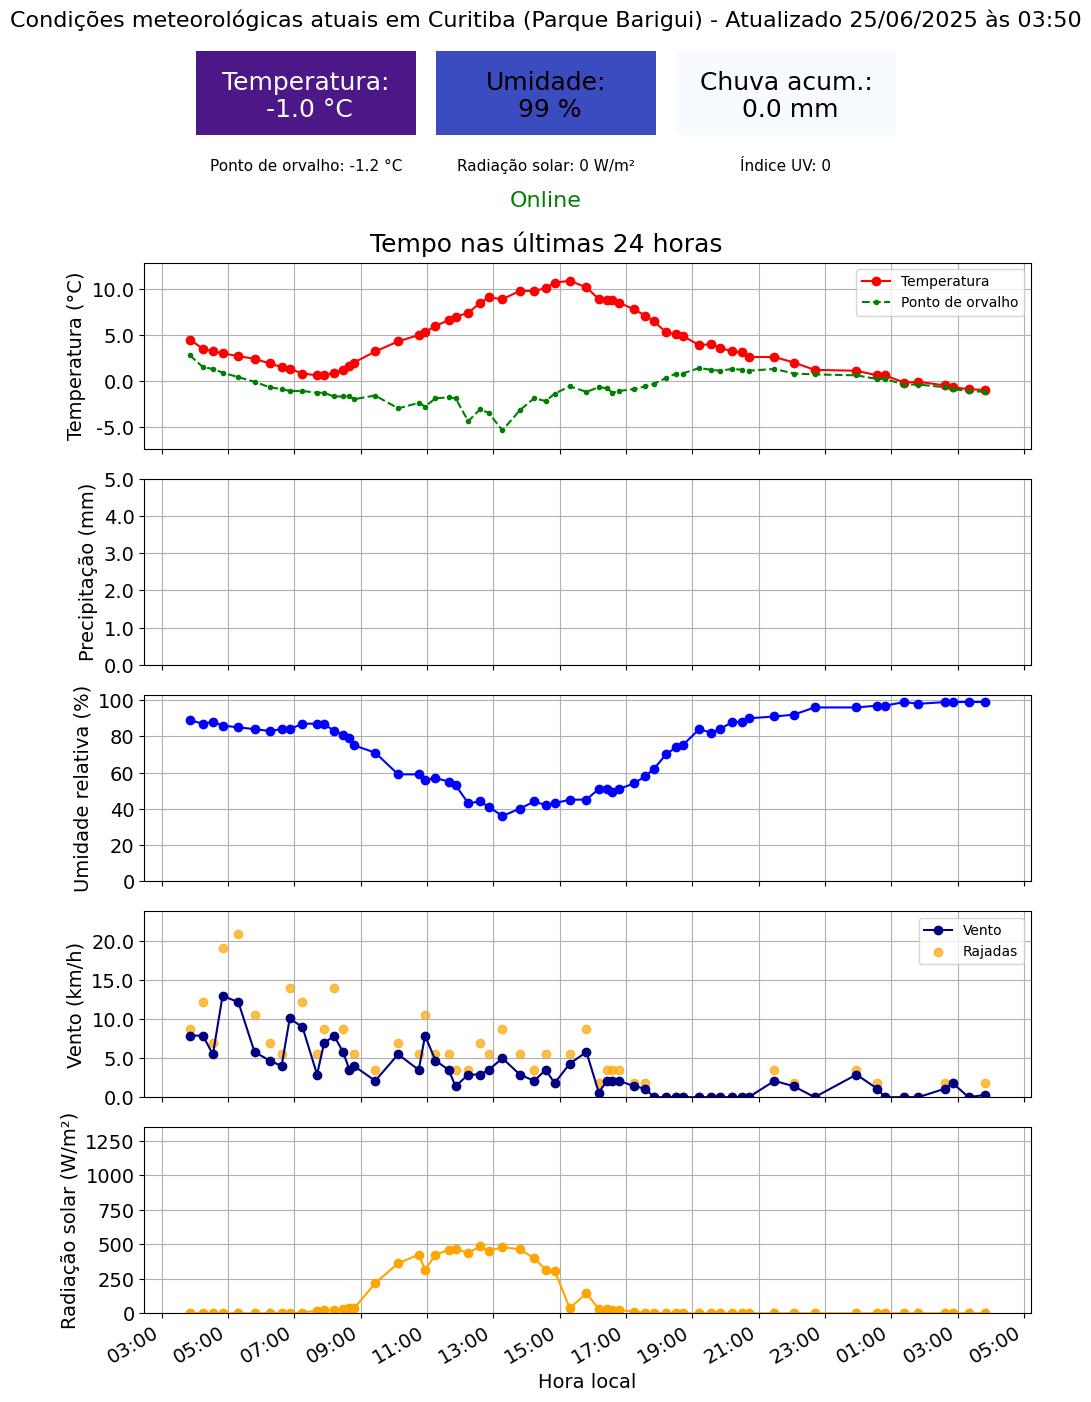 Condições meteorológicas atuais em Curitiba (Parque Barigui) - Atualizado 25/06/2025 às 03:50
Temperatura:
-1.0 °C
Umidade:
99 %
Chuva acum.:
0.0 mm
Ponto de orvalho: -1.2 °C
Radiação solar: 0 W/m²
Índice UV: 0
Online
Tempo nas últimas 24 horas
Temperatura (°C)
10.0
5.0
0.0
-5.0
Temperatura
Ponto de orvalho
Precipitação (mm)
5.0
4.0
3.0
2.0
1.0
0.0
Umidade relativa (%)
100
80
60
40
20
0
Vento (km/h)
20.0
15.0
10.0
5.0
0.0
Vento
Rajadas
Radiação solar (W/m²)
1250
1000
750
500
250
0
03:00
05:00
07:00
09:00
11:00
13:00
15:00
17:00
19:00
21:00
23:00
01:00
03:00
05:00
Hora local